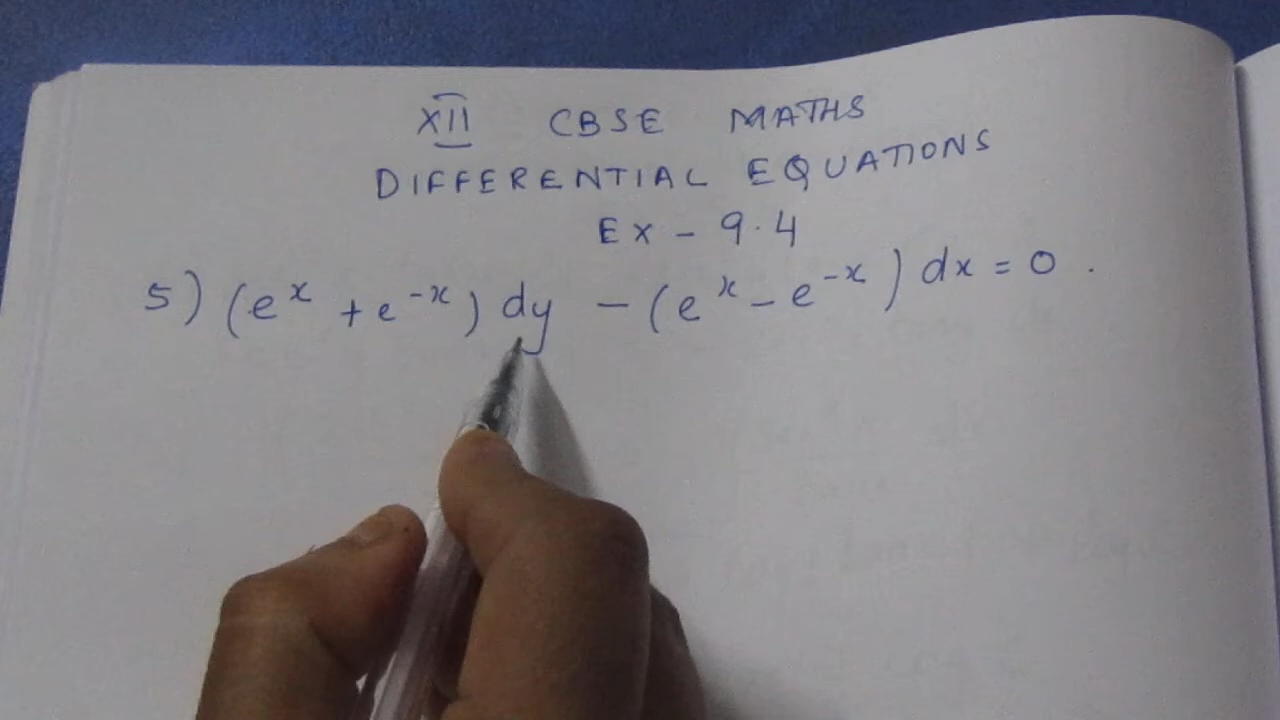 XII CBSE MATHS
DIFFERENTIAL EQUATIONS
EX - 9.4
5) (e^x + e^-x) dy - (e^x - e^-x) dx = 0 .